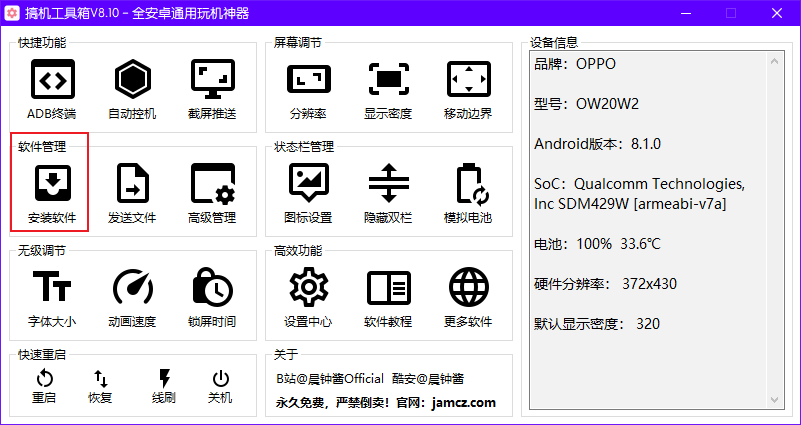 搞机工具箱V8.10 - 全安卓通用玩机神器
快捷功能
ADB终端 自动控机 截屏推送
屏幕调节
分辨率 显示密度 移动边界
软件管理
安装软件 发送文件 高级管理
状态栏管理
图标设置 隐藏双栏 模拟电池
无级调节
字体大小 动画速度 锁屏时间
高效功能
设置中心 软件教程 更多软件
快速重启
重启 恢复 线刷 关机
关于
B站@晨钟酱Official 酷安@晨钟酱
永久免费，严禁倒卖！官网：jamcz.com
设备信息
品牌：OPPO
型号：OW20W2
Android版本：8.1.0
SoC：Qualcomm Technologies,
Inc SDM429W [armeabi-v7a]
电池：100% 33.6℃
硬件分辨率： 372x430
默认显示密度： 320